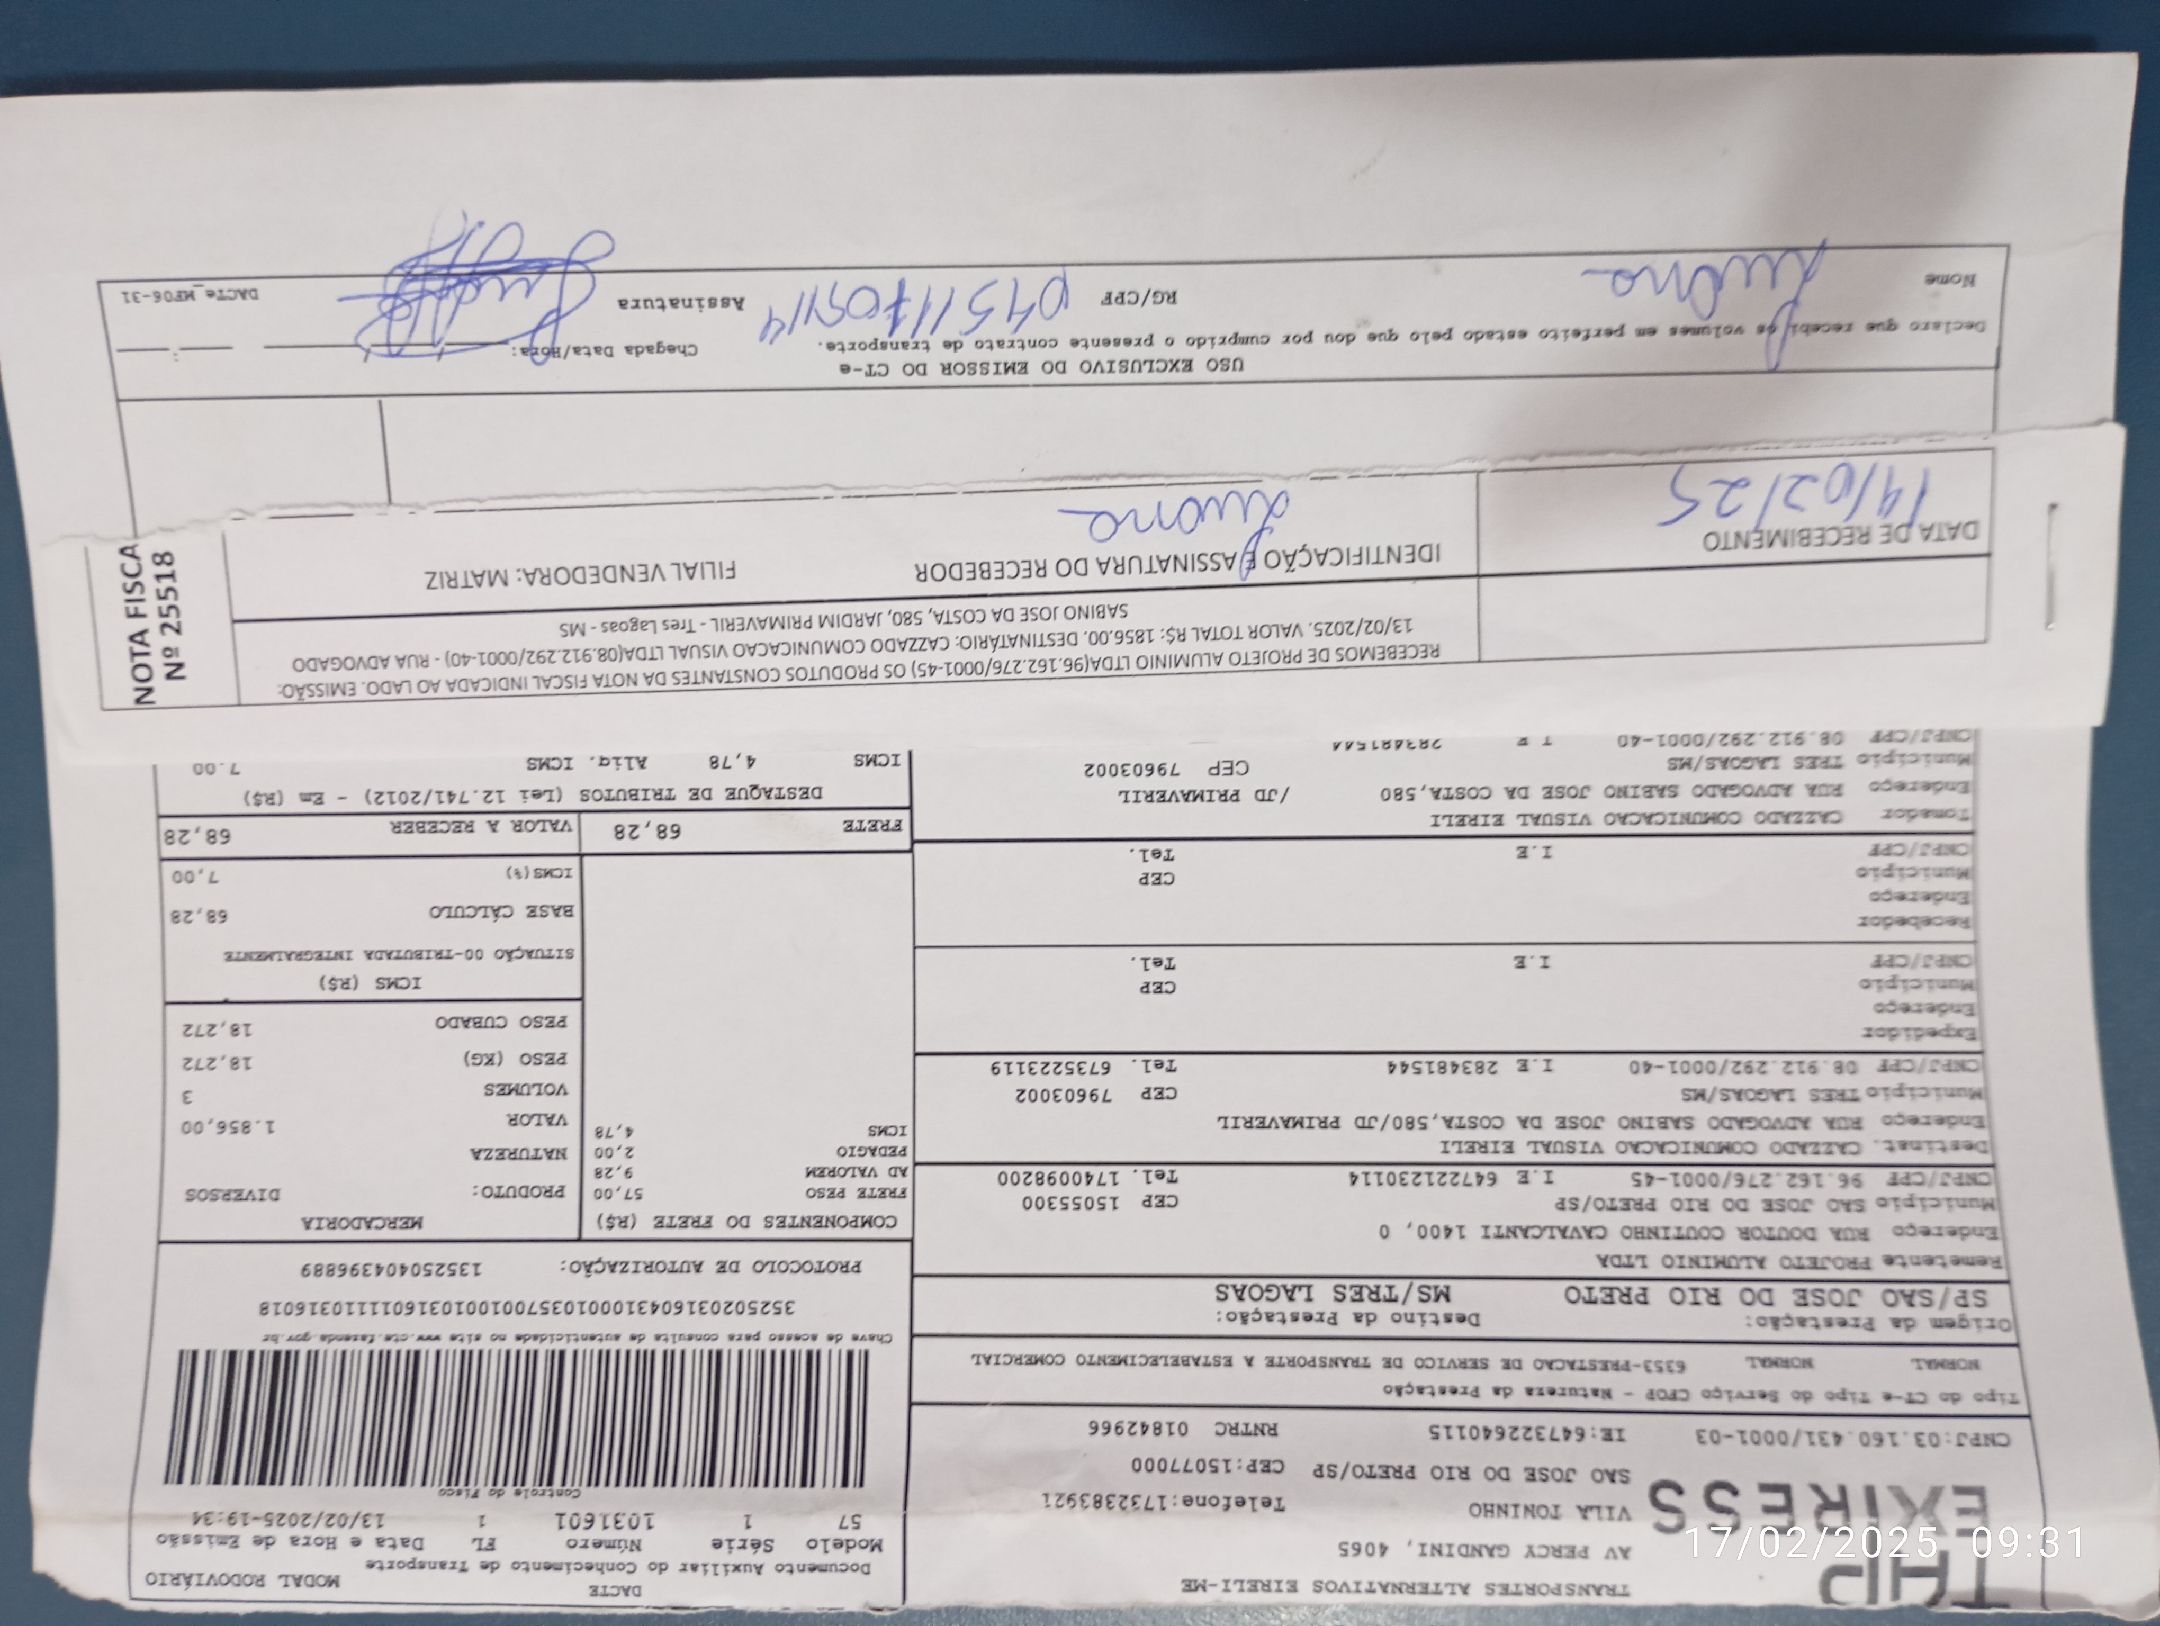 TRANSPORTES ALTERNATIVOS EIRELI-ME
AV PERCY GANDINI, 4065
VILA TONINHO Telefone:1732383921
SAO JOSE DO RIO PRETO/SP CEP:15077000
CNPJ:03.160.431/0001-03 IE:647322640115 RNTRC 01842966
Tipo do CT-e Tipo do Serviço CFOP - Natureza da Prestação
NORMAL NORMAL 6353-PRESTACAO DE SERVICO DE TRANSPORTE A ESTABELECIMENTO COMERCIAL
Origem da Prestação: Destino da Prestação:
SP/SAO JOSE DO RIO PRETO MS/TRES LAGOAS
Remetente PROJETO ALUMINIO LTDA
Endereço RUA DOUTOR COUTINHO CAVALCANTI 1400, 0
Município SAO JOSE DO RIO PRETO/SP CEP 15055300
CNPJ/CPF 96.162.276/0001-45 I.E 647221230114 Tel. 1740098200
Destinat. CAZZADO COMUNICACAO VISUAL EIRELI
Endereço RUA ADVOGADO SABINO JOSE DA COSTA,580/JD PRIMAVERIL
Município TRES LAGOAS/MS CEP 79603002
CNPJ/CPF 08.912.292/0001-40 I.E 283481544 Tel. 6735223119
Expedidor
Endereço
Município CEP
CNPJ/CPF I.E Tel.
Recebedor
Endereço
Município CEP
CNPJ/CPF I.E Tel.
Tomador CAZZADO COMUNICACAO VISUAL EIRELI
Endereço RUA ADVOGADO SABINO JOSE DA COSTA,580 /JD PRIMAVERIL
Município TRES LAGOAS/MS CEP 79603002
CNPJ/CPF 08.912.292/0001-40 I E 283481544
DACTE MODAL RODOVIÁRIO
Documento Auxiliar do Conhecimento de Transporte
Modelo Série Número FL Data e Hora de Emissão
57 1 1031601 1 13/02/2025-19:34
Controle do Fisco
Chave de acesso para consulta de autenticidade no site www.cte.fazenda.gov.br
35250203160431000103570010010316011110316018
PROTOCOLO DE AUTORIZAÇÃO: 135250404396889
COMPONENTES DO FRETE (R$)
FRETE PESO 57,00
AD VALOREM 9,28
PEDAGIO 2,00
ICMS 4,78
MERCADORIA
PRODUTO: DIVERSOS
NATUREZA
VALOR 1.856,00
VOLUMES 3
PESO (KG) 18,272
PESO CUBADO 18,272
ICMS (R$)
SITUAÇÃO 00-TRIBUTADA INTEGRALMENTE
BASE CÁLCULO 68,28
ICMS(%) 7,00
FRETE 68,28 VALOR A RECEBER 68,28
DESTAQUE DE TRIBUTOS (Lei 12.741/2012) - Em (R$)
ICMS 4,78 Aliq. ICMS 7.00
RECEBEMOS DE PROJETO ALUMINIO LTDA(96.162.276/0001-45) OS PRODUTOS CONSTANTES DA NOTA FISCAL INDICADA AO LADO. EMISSÃO:
13/02/2025. VALOR TOTAL R$: 1856.00. DESTINATÁRIO: CAZZADO COMUNICACAO VISUAL LTDA(08.912.292/0001-40) - RUA ADVOGADO
SABINO JOSE DA COSTA, 580, JARDIM PRIMAVERIL - Tres Lagoas - MS
DATA DE RECEBIMENTO IDENTIFICAÇÃO E ASSINATURA DO RECEBEDOR FILIAL VENDEDORA: MATRIZ
14/02/25
NOTA FISCA
Nº 25518
USO EXCLUSIVO DO EMISSOR DO CT-e
Declaro que recebi os volumes em perfeito estado pelo que dou por cumprido o presente contrato de transporte.
Chegada Data/Hora:
Nome RG/CPF Assinatura
DACTe_MF06-31
17/02/2025 09:31